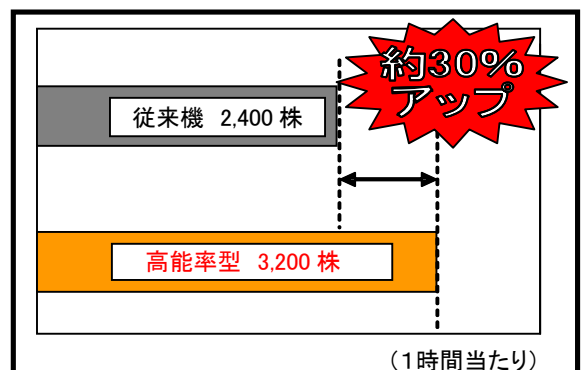 約30%
アップ
従来機 2,400 株
高能率型 3,200 株
(1時間当たり)